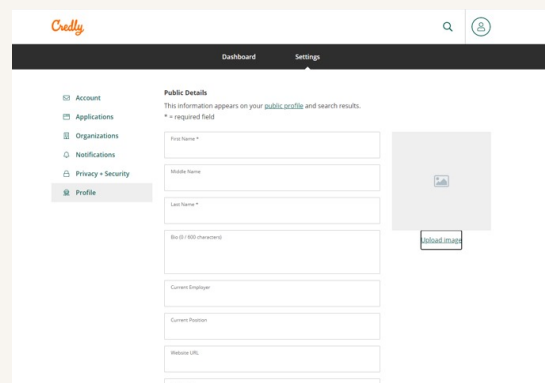 Credly
Dashboard
Settings
Account
Applications
Organizations
Notifications
Privacy + Security
Profile
Public Details
This information appears on your public profile and search results.
* = required field
First Name *
Middle Name
Last Name *
Bio (0 / 600 characters)
Current Employer
Current Position
Website URL
Upload image